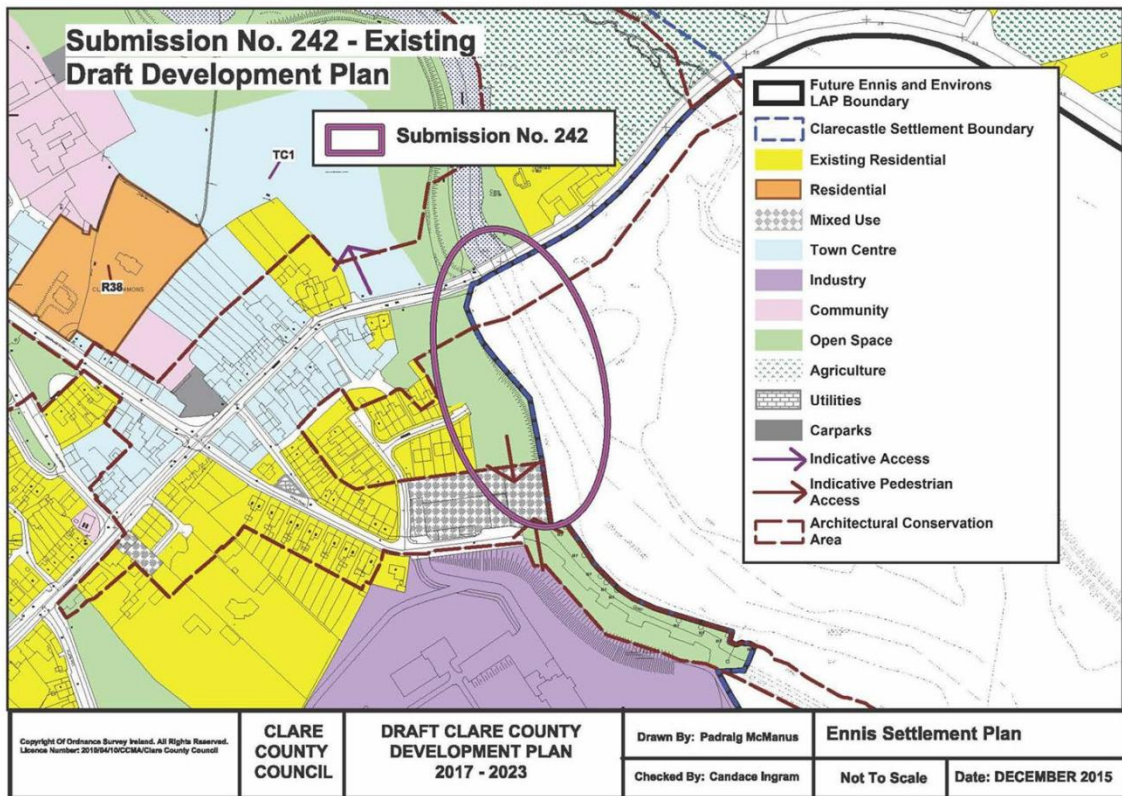 Submission No. 242 - Existing
Draft Development Plan
Submission No. 242
TC1
R38
Future Ennis and Environs
LAP Boundary
Clarecastle Settlement Boundary
Existing Residential
Residential
Mixed Use
Town Centre
Industry
Community
Open Space
Agriculture
Utilities
Carparks
Indicative Access
Indicative Pedestrian
Access
Architectural Conservation
Area
Copyright Of Ordnance Survey Ireland. All Rights Reserved.
CLARE
COUNTY
COUNCIL
DRAFT CLARE COUNTY
DEVELOPMENT PLAN
2017 - 2023
Drawn By: Padraig McManus
Checked By: Candace Ingram
Ennis Settlement Plan
Not To Scale
Date: DECEMBER 2015